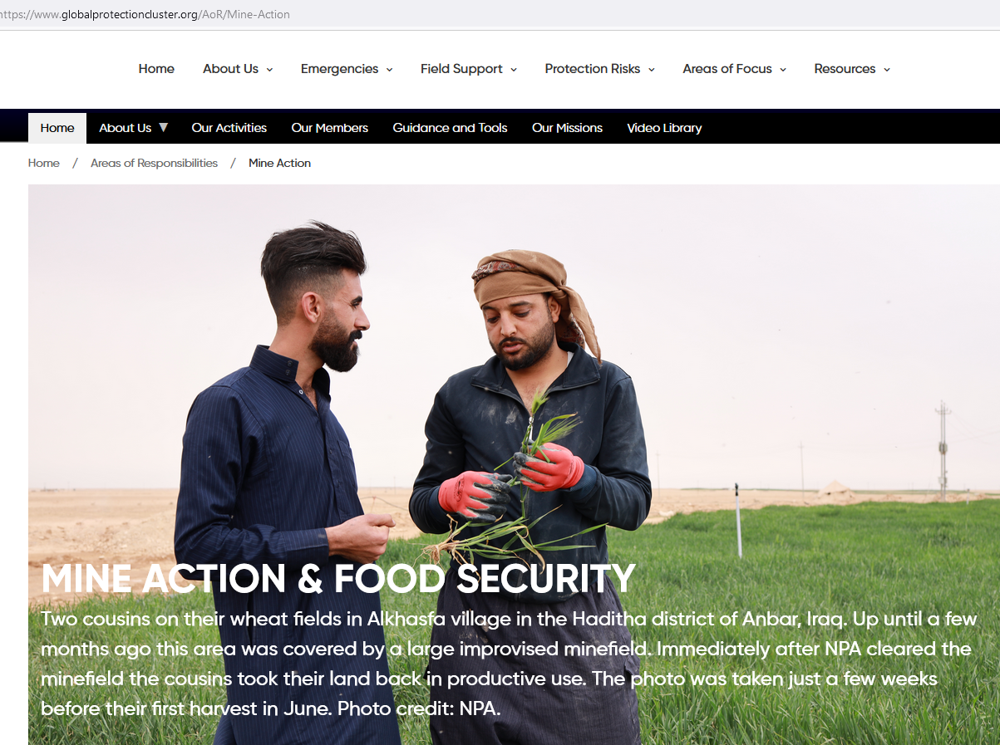 https://www.globalprotectioncluster.org/AoR/Mine-Action
Home About Us Emergencies Field Support Protection Risks Areas of Focus Resources
Home About Us Our Activities Our Members Guidance and Tools Our Missions Video Library
Home / Areas of Responsibilities / Mine Action
MINE ACTION & FOOD SECURITY
Two cousins on their wheat fields in Alkhasfa village in the Haditha district of Anbar, Iraq. Up until a few
months ago this area was covered by a large improvised minefield. Immediately after NPA cleared the
minefield the cousins took their land back in productive use. The photo was taken just a few weeks
before their first harvest in June. Photo credit: NPA.